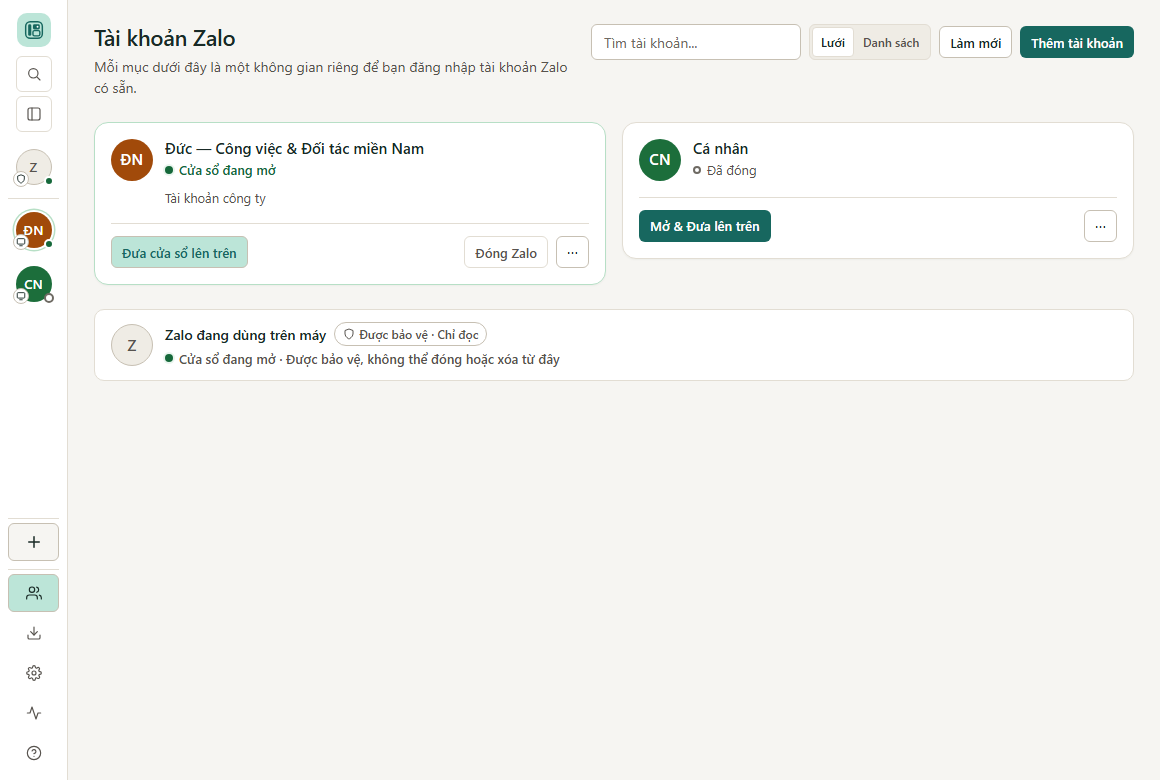 Tài khoản Zalo
Mỗi mục dưới đây là một không gian riêng để bạn đăng nhập tài khoản Zalo
có sẵn.
Tìm tài khoản...
Lưới
Danh sách
Làm mới
Thêm tài khoản
Z
ĐN
CN
ĐN
Đức — Công việc & Đối tác miền Nam
Cửa sổ đang mở
Tài khoản công ty
Đưa cửa sổ lên trên
Đóng Zalo
...
CN
Cá nhân
Đã đóng
Mở & Đưa lên trên
...
Z
Zalo đang dùng trên máy
Được bảo vệ · Chỉ đọc
Cửa sổ đang mở · Được bảo vệ, không thể đóng hoặc xóa từ đây